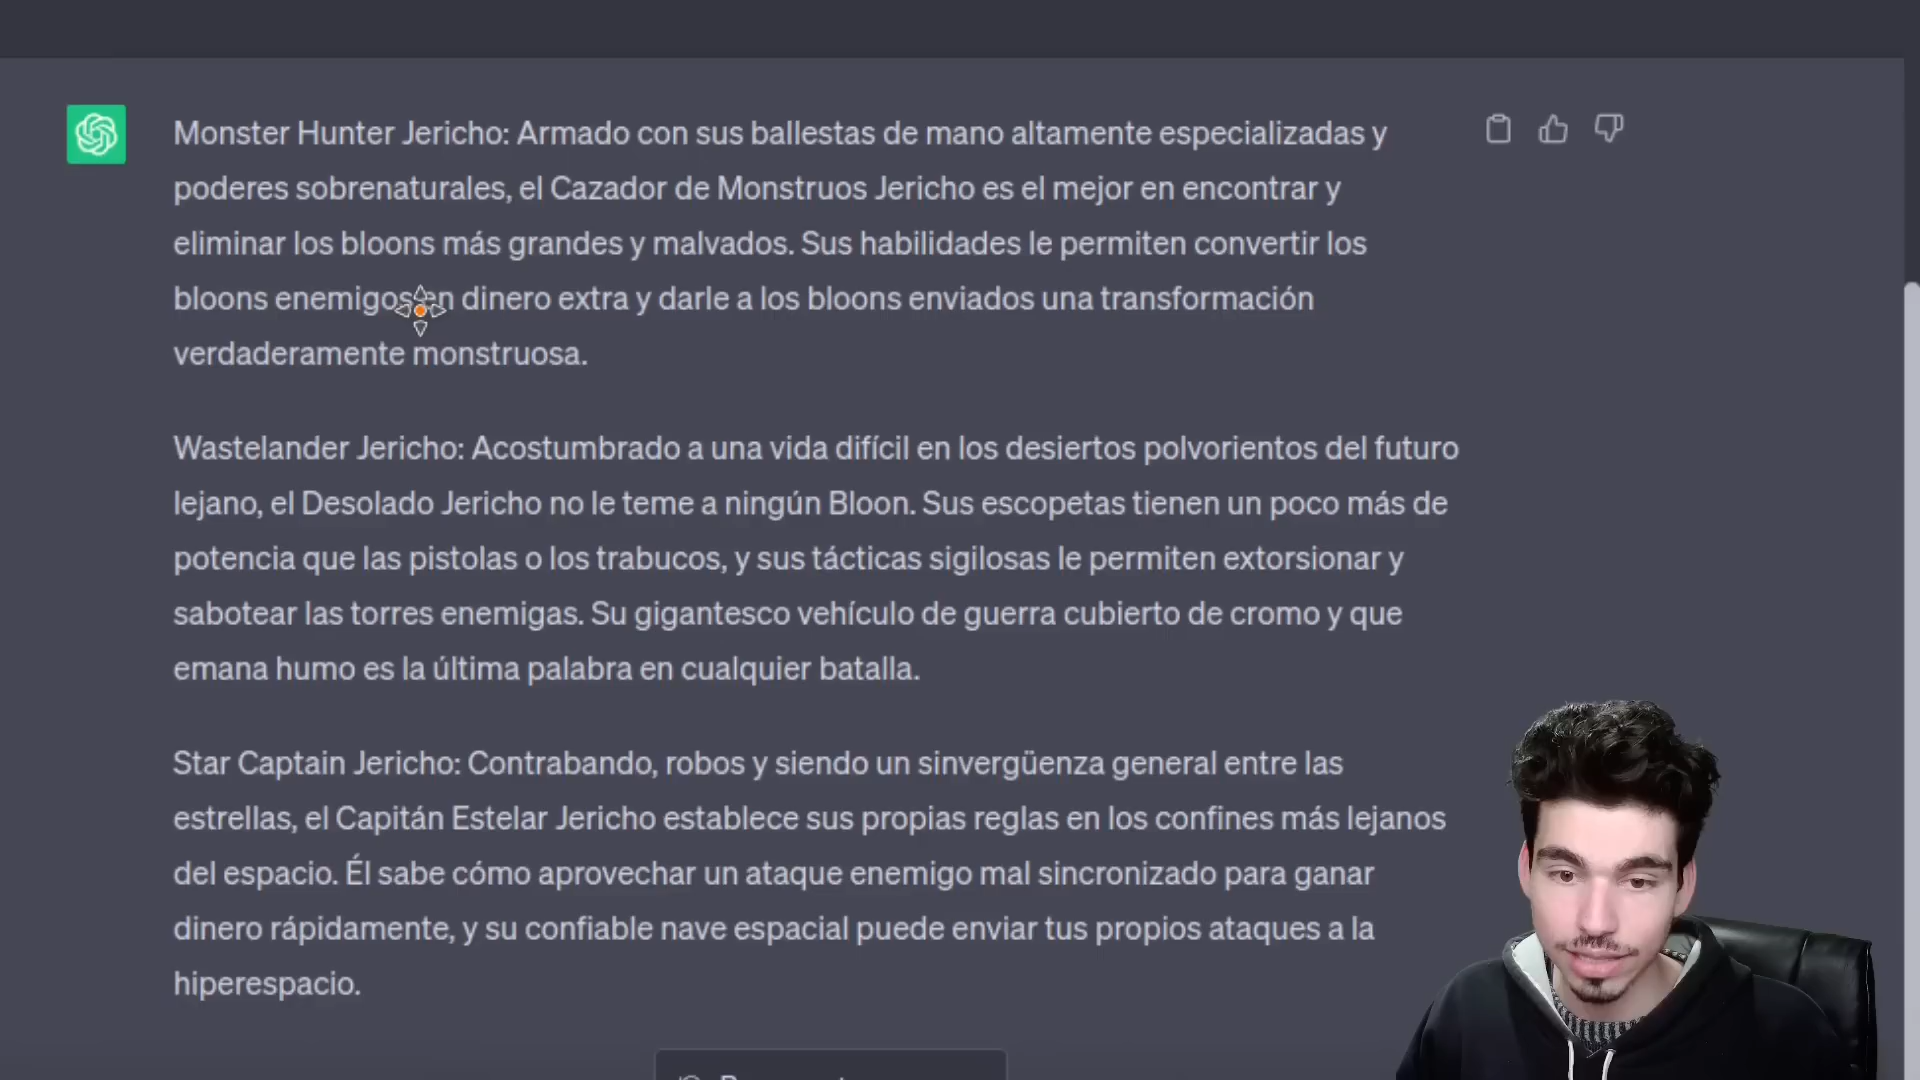 Monster Hunter Jericho: Armado con sus ballestas de mano altamente especializadas y
poderes sobrenaturales, el Cazador de Monstruos Jericho es el mejor en encontrar y
eliminar los bloons más grandes y malvados. Sus habilidades le permiten convertir los
bloons enemigos en dinero extra y darle a los bloons enviados una transformación
verdaderamente monstruosa.
Wastelander Jericho: Acostumbrado a una vida difícil en los desiertos polvorientos del futuro
lejano, el Desolado Jericho no le teme a ningún Bloon. Sus escopetas tienen un poco más de
potencia que las pistolas o los trabucos, y sus tácticas sigilosas le permiten extorsionar y
sabotear las torres enemigas. Su gigantesco vehículo de guerra cubierto de cromo y que
emana humo es la última palabra en cualquier batalla.
Star Captain Jericho: Contrabando, robos y siendo un sinvergüenza general entre las
estrellas, el Capitán Estelar Jericho establece sus propias reglas en los confines más lejanos
del espacio. Él sabe cómo aprovechar un ataque enemigo mal sincronizado para ganar
dinero rápidamente, y su confiable nave espacial puede enviar tus propios ataques a la
hiperespacio.